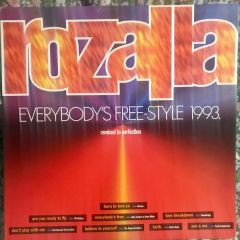 rozalla
EVERYBODY'S FREE-STYLE 1993.
remixed to perfection
born to love ya
are you ready to fly
everybody's free
love breakdown
don't play with me
believe in yourself
faith
you & me